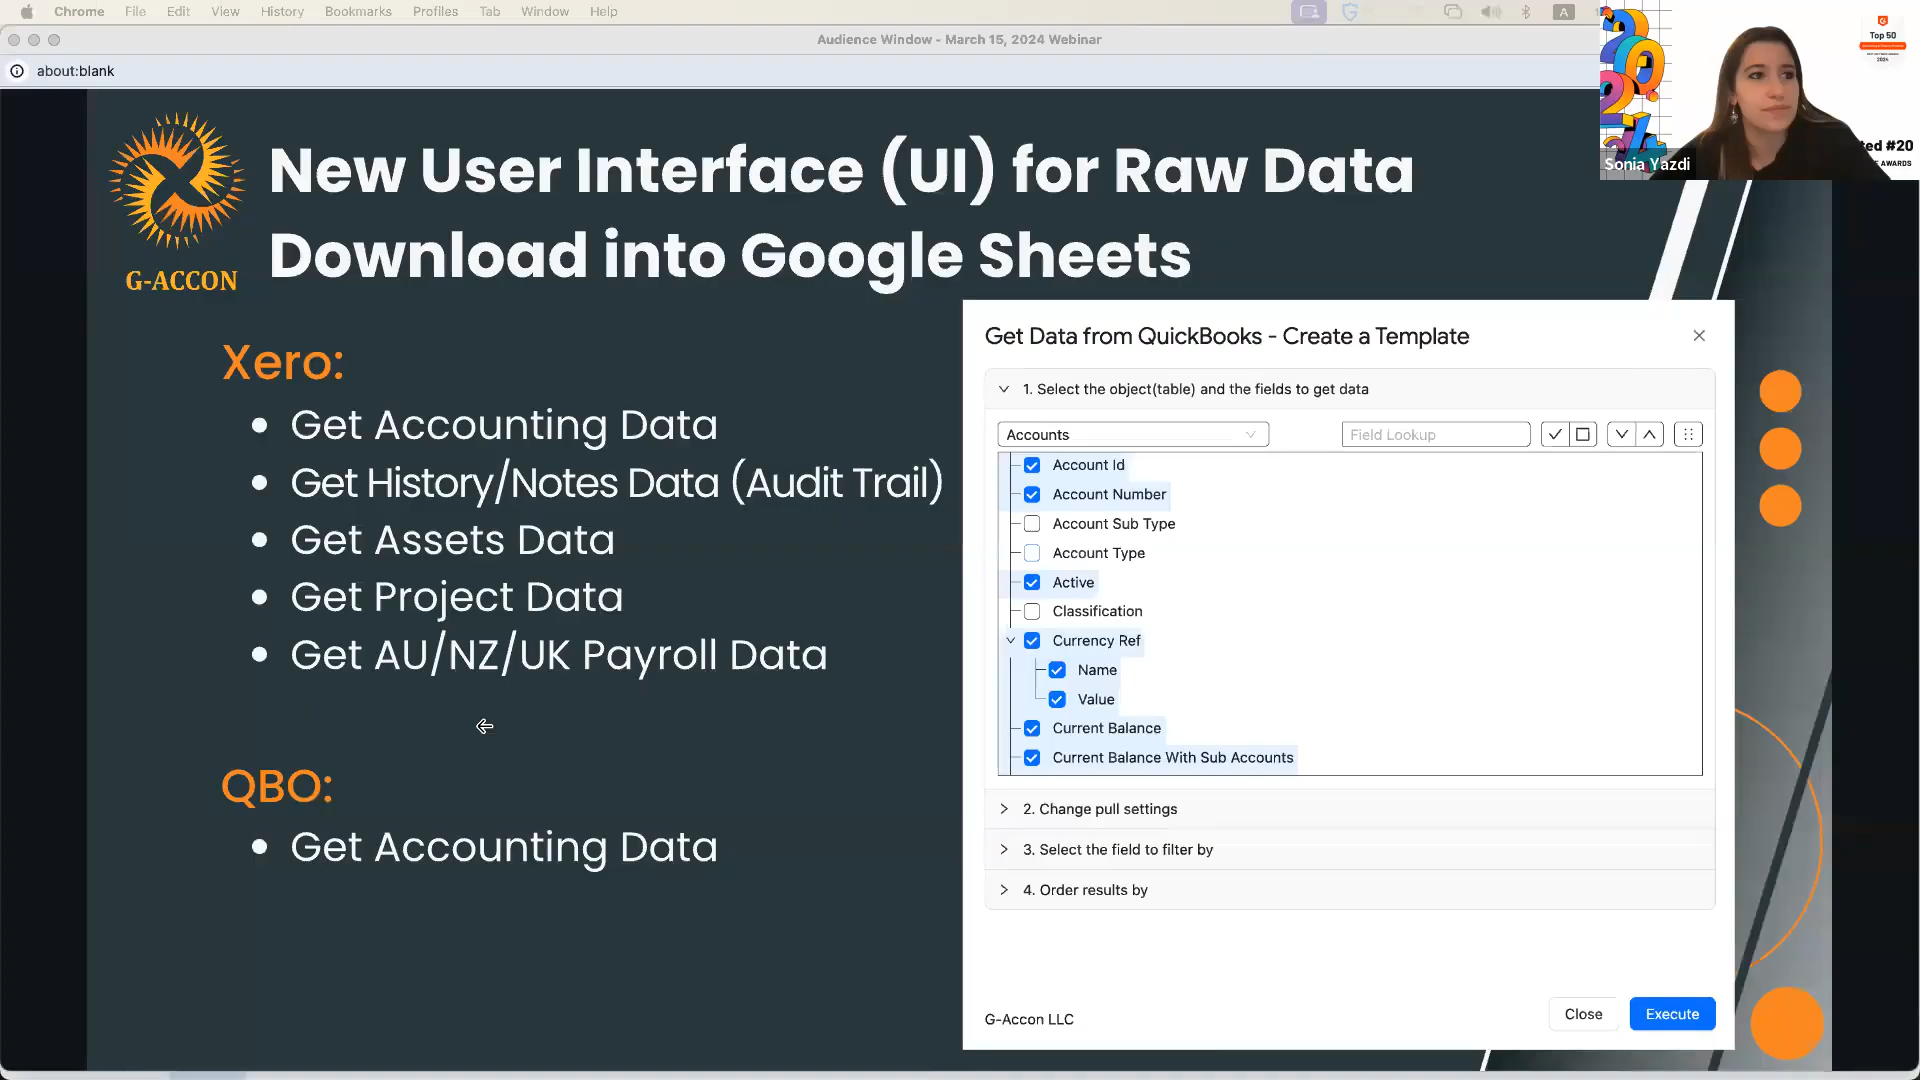 Chrome File Edit View History Bookmarks Profiles Tab Window Help
A
Audience Window - March 15, 2024 Webinar
about:blank
2024
Top 50
2024
ted #20
E AWARDS
Sonia Yazdi
G-ACCON
New User Interface (UI) for Raw Data
Download into Google Sheets
Xero:
• Get Accounting Data
• Get History/Notes Data (Audit Trail)
• Get Assets Data
• Get Project Data
• Get AU/NZ/UK Payroll Data
QBO:
• Get Accounting Data
Get Data from QuickBooks - Create a Template
1. Select the object(table) and the fields to get data
Accounts
Field Lookup
Account Id
Account Number
Account Sub Type
Account Type
Active
Classification
Currency Ref
Name
Value
Current Balance
Current Balance With Sub Accounts
2. Change pull settings
3. Select the field to filter by
4. Order results by
G-Accon LLC
Close
Execute